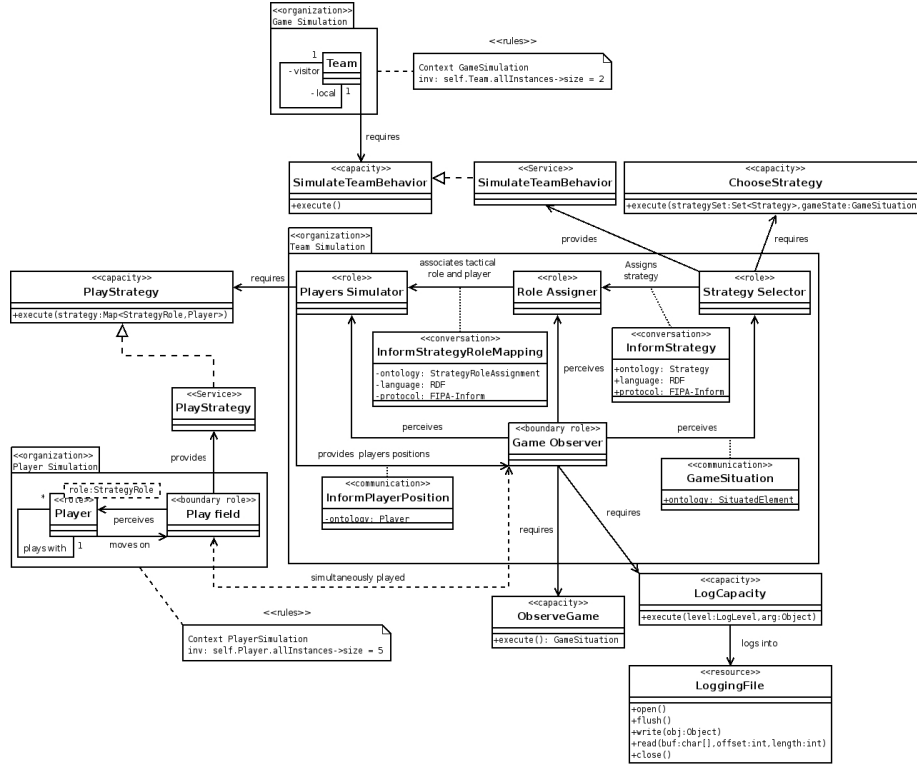 <<organization>>
Game Simulation
<<rules>>
1
Team
- visitor
- local
1
Context GameSimulation
inv: self.Team.allInstances->size = 2
requires
<<capacity>>
SimulateTeamBehavior
+execute()
<<Service>>
SimulateTeamBehavior
<<capacity>>
ChooseStrategy
+execute(strategySet:Set<Strategy>,gameState:GameSituation
provides
requires
<<organization>>
Team Simulation
<<capacity>>
PlayStrategy
+execute(strategy:Map<StrategyRole,Player>)
requires
<<role>>
Players Simulator
associates tactical
role and player
<<role>>
Role Assigner
Assigns
strategy
<<role>>
Strategy Selector
<<conversation>>
InformStrategyRoleMapping
-ontology: StrategyRoleAssignment
-language: RDF
-protocol: FIPA-Inform
perceives
<<conversation>>
InformStrategy
+ontology: Strategy
+language: RDF
+protocol: FIPA-Inform
<<Service>>
PlayStrategy
perceives
<<boundary role>>
Game Observer
perceives
provides
provides players positions
<<organization>>
Player Simulation
<<communication>>
InformPlayerPosition
-ontology: Player
<<communication>>
GameSituation
+ontology: SituatedElement
role:StrategyRole
*
<<role>>
Player
perceives
<<boundary role>>
Play field
plays with
1
moves on
requires
requires
simultaneously played
<<rules>>
Context PlayerSimulation
inv: self.Player.allInstances->size = 5
<<capacity>>
ObserveGame
+execute(): GameSituation
<<capacity>>
LogCapacity
+execute(level:LogLevel,arg:Object)
logs into
<<resource>>
LoggingFile
+open()
+flush()
+write(obj:Object)
+read(buf:char[],offset:int,length:int)
+close()